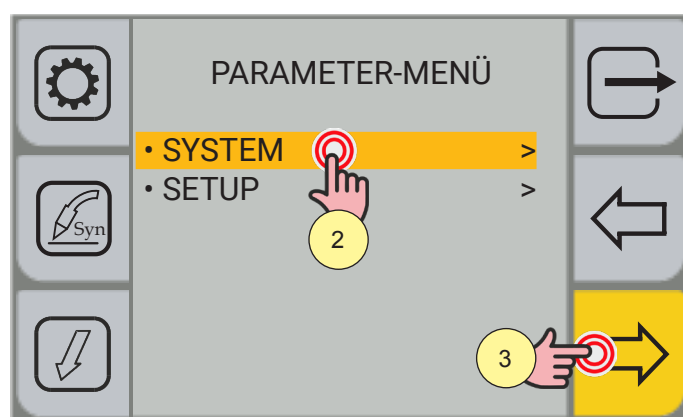 PARAMETER-MENÜ
• SYSTEM >
• SETUP >
Syn
2
3